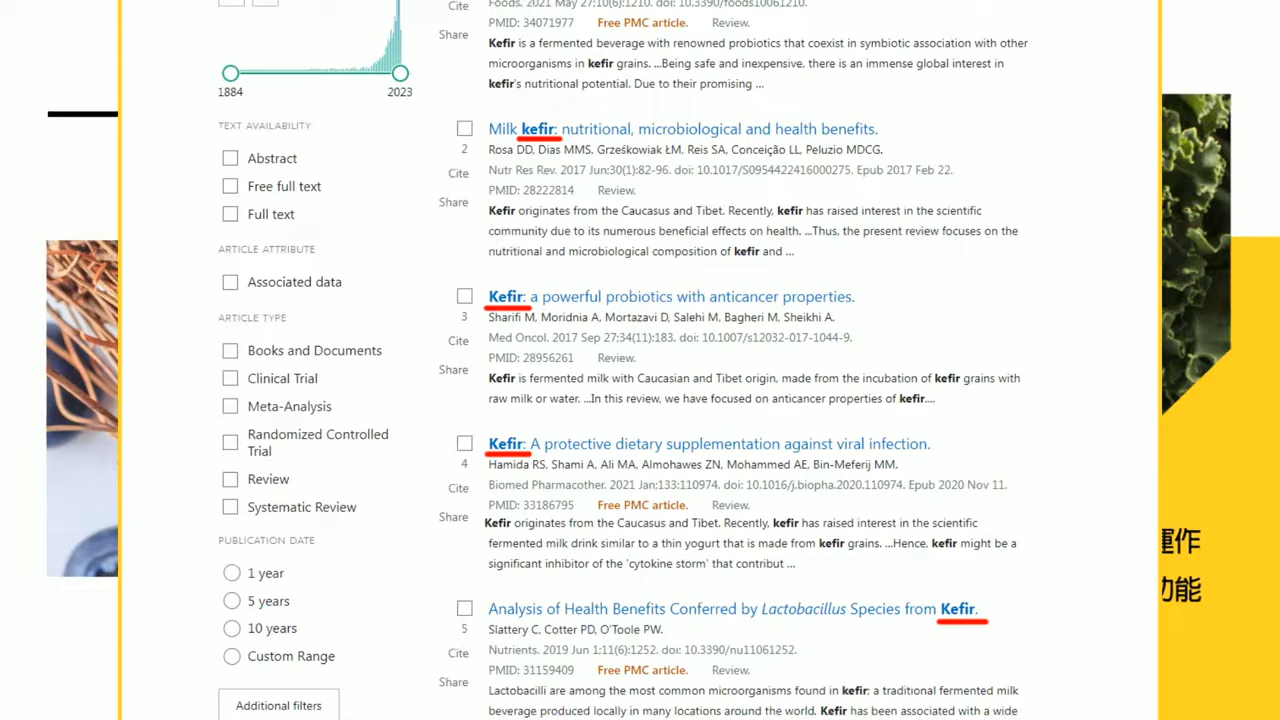 1884
2023
TEXT AVAILABILITY
Abstract
Free full text
Full text
ARTICLE ATTRIBUTE
Associated data
ARTICLE TYPE
Books and Documents
Clinical Trial
Meta-Analysis
Randomized Controlled
Trial
Review
Systematic Review
PUBLICATION DATE
1 year
5 years
10 years
Custom Range
Additional filters
Cite
Share
Foods. 2021 May 27;10(6):1210. doi: 10.3390/foods10061210.
PMID: 34071977 Free PMC article. Review.
Kefir is a fermented beverage with renowned probiotics that coexist in symbiotic association with other
microorganisms in kefir grains. ...Being safe and inexpensive, there is an immense global interest in
kefir's nutritional potential. Due to their promising ...
2
Cite
Share
Milk kefir: nutritional, microbiological and health benefits.
Rosa DD, Dias MMS, Grześkowiak ŁM, Reis SA, Conceição LL, Peluzio MDCG.
Nutr Res Rev. 2017 Jun;30(1):82-96. doi: 10.1017/S0954422416000275. Epub 2017 Feb 22.
PMID: 28222814 Review.
Kefir originates from the Caucasus and Tibet. Recently, kefir has raised interest in the scientific
community due to its numerous beneficial effects on health. ...Thus, the present review focuses on the
nutritional and microbiological composition of kefir and ...
3
Cite
Share
Kefir: a powerful probiotics with anticancer properties.
Sharifi M, Moridnia A, Mortazavi D, Salehi M, Bagheri M, Sheikhi A.
Med Oncol. 2017 Sep 27;34(11):183. doi: 10.1007/s12032-017-1044-9.
PMID: 28956261 Review.
Kefir is fermented milk with Caucasian and Tibet origin, made from the incubation of kefir grains with
raw milk or water. ...In this review, we have focused on anticancer properties of kefir....
4
Cite
Share
Kefir: A protective dietary supplementation against viral infection.
Hamida RS, Shami A, Ali MA, Almohawes ZN, Mohammed AE, Bin-Meferij MM.
Biomed Pharmacother. 2021 Jan;133:110974. doi: 10.1016/j.biopha.2020.110974. Epub 2020 Nov 11.
PMID: 33186795 Free PMC article. Review.
Kefir originates from the Caucasus and Tibet. Recently, kefir has raised interest in the scientific
fermented milk drink similar to a thin yogurt that is made from kefir grains. ...Hence, kefir might be a
significant inhibitor of the 'cytokine storm' that contribut ...
5
Cite
Share
Analysis of Health Benefits Conferred by Lactobacillus Species from Kefir.
Slattery C, Cotter PD, O'Toole PW.
Nutrients. 2019 Jun 1;11(6):1252. doi: 10.3390/nu11061252.
PMID: 31159409 Free PMC article. Review.
Lactobacilli are among the most common microorganisms found in kefir; a traditional fermented milk
beverage produced locally in many locations around the world. Kefir has been associated with a wide
運作
功能